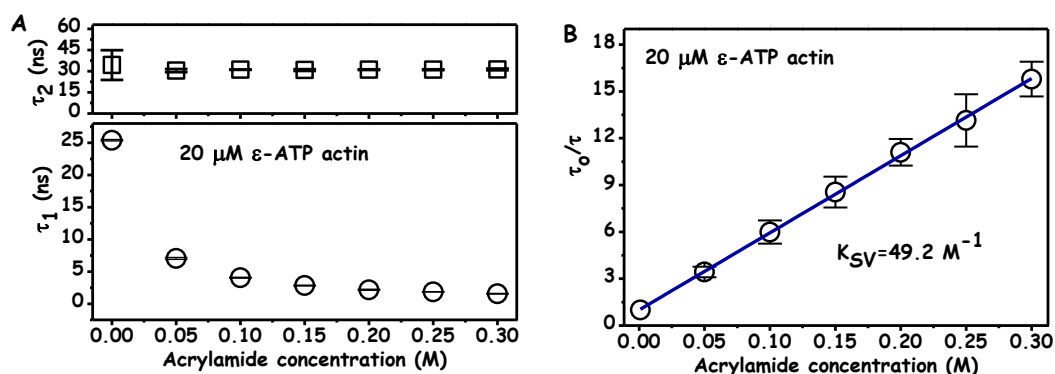 A
τ2 (ns)
60
45
30
15
0
τ1 (ns)
25
20
15
10
5
0
20 μM ε-ATP actin
0.00 0.05 0.10 0.15 0.20 0.25 0.30
Acrylamide concentration (M)
B
τo/τ
18
15
12
9
6
3
0
20 μM ε-ATP actin
KSV=49.2 M⁻¹
0.00 0.05 0.10 0.15 0.20 0.25 0.30
Acrylamide concentration (M)